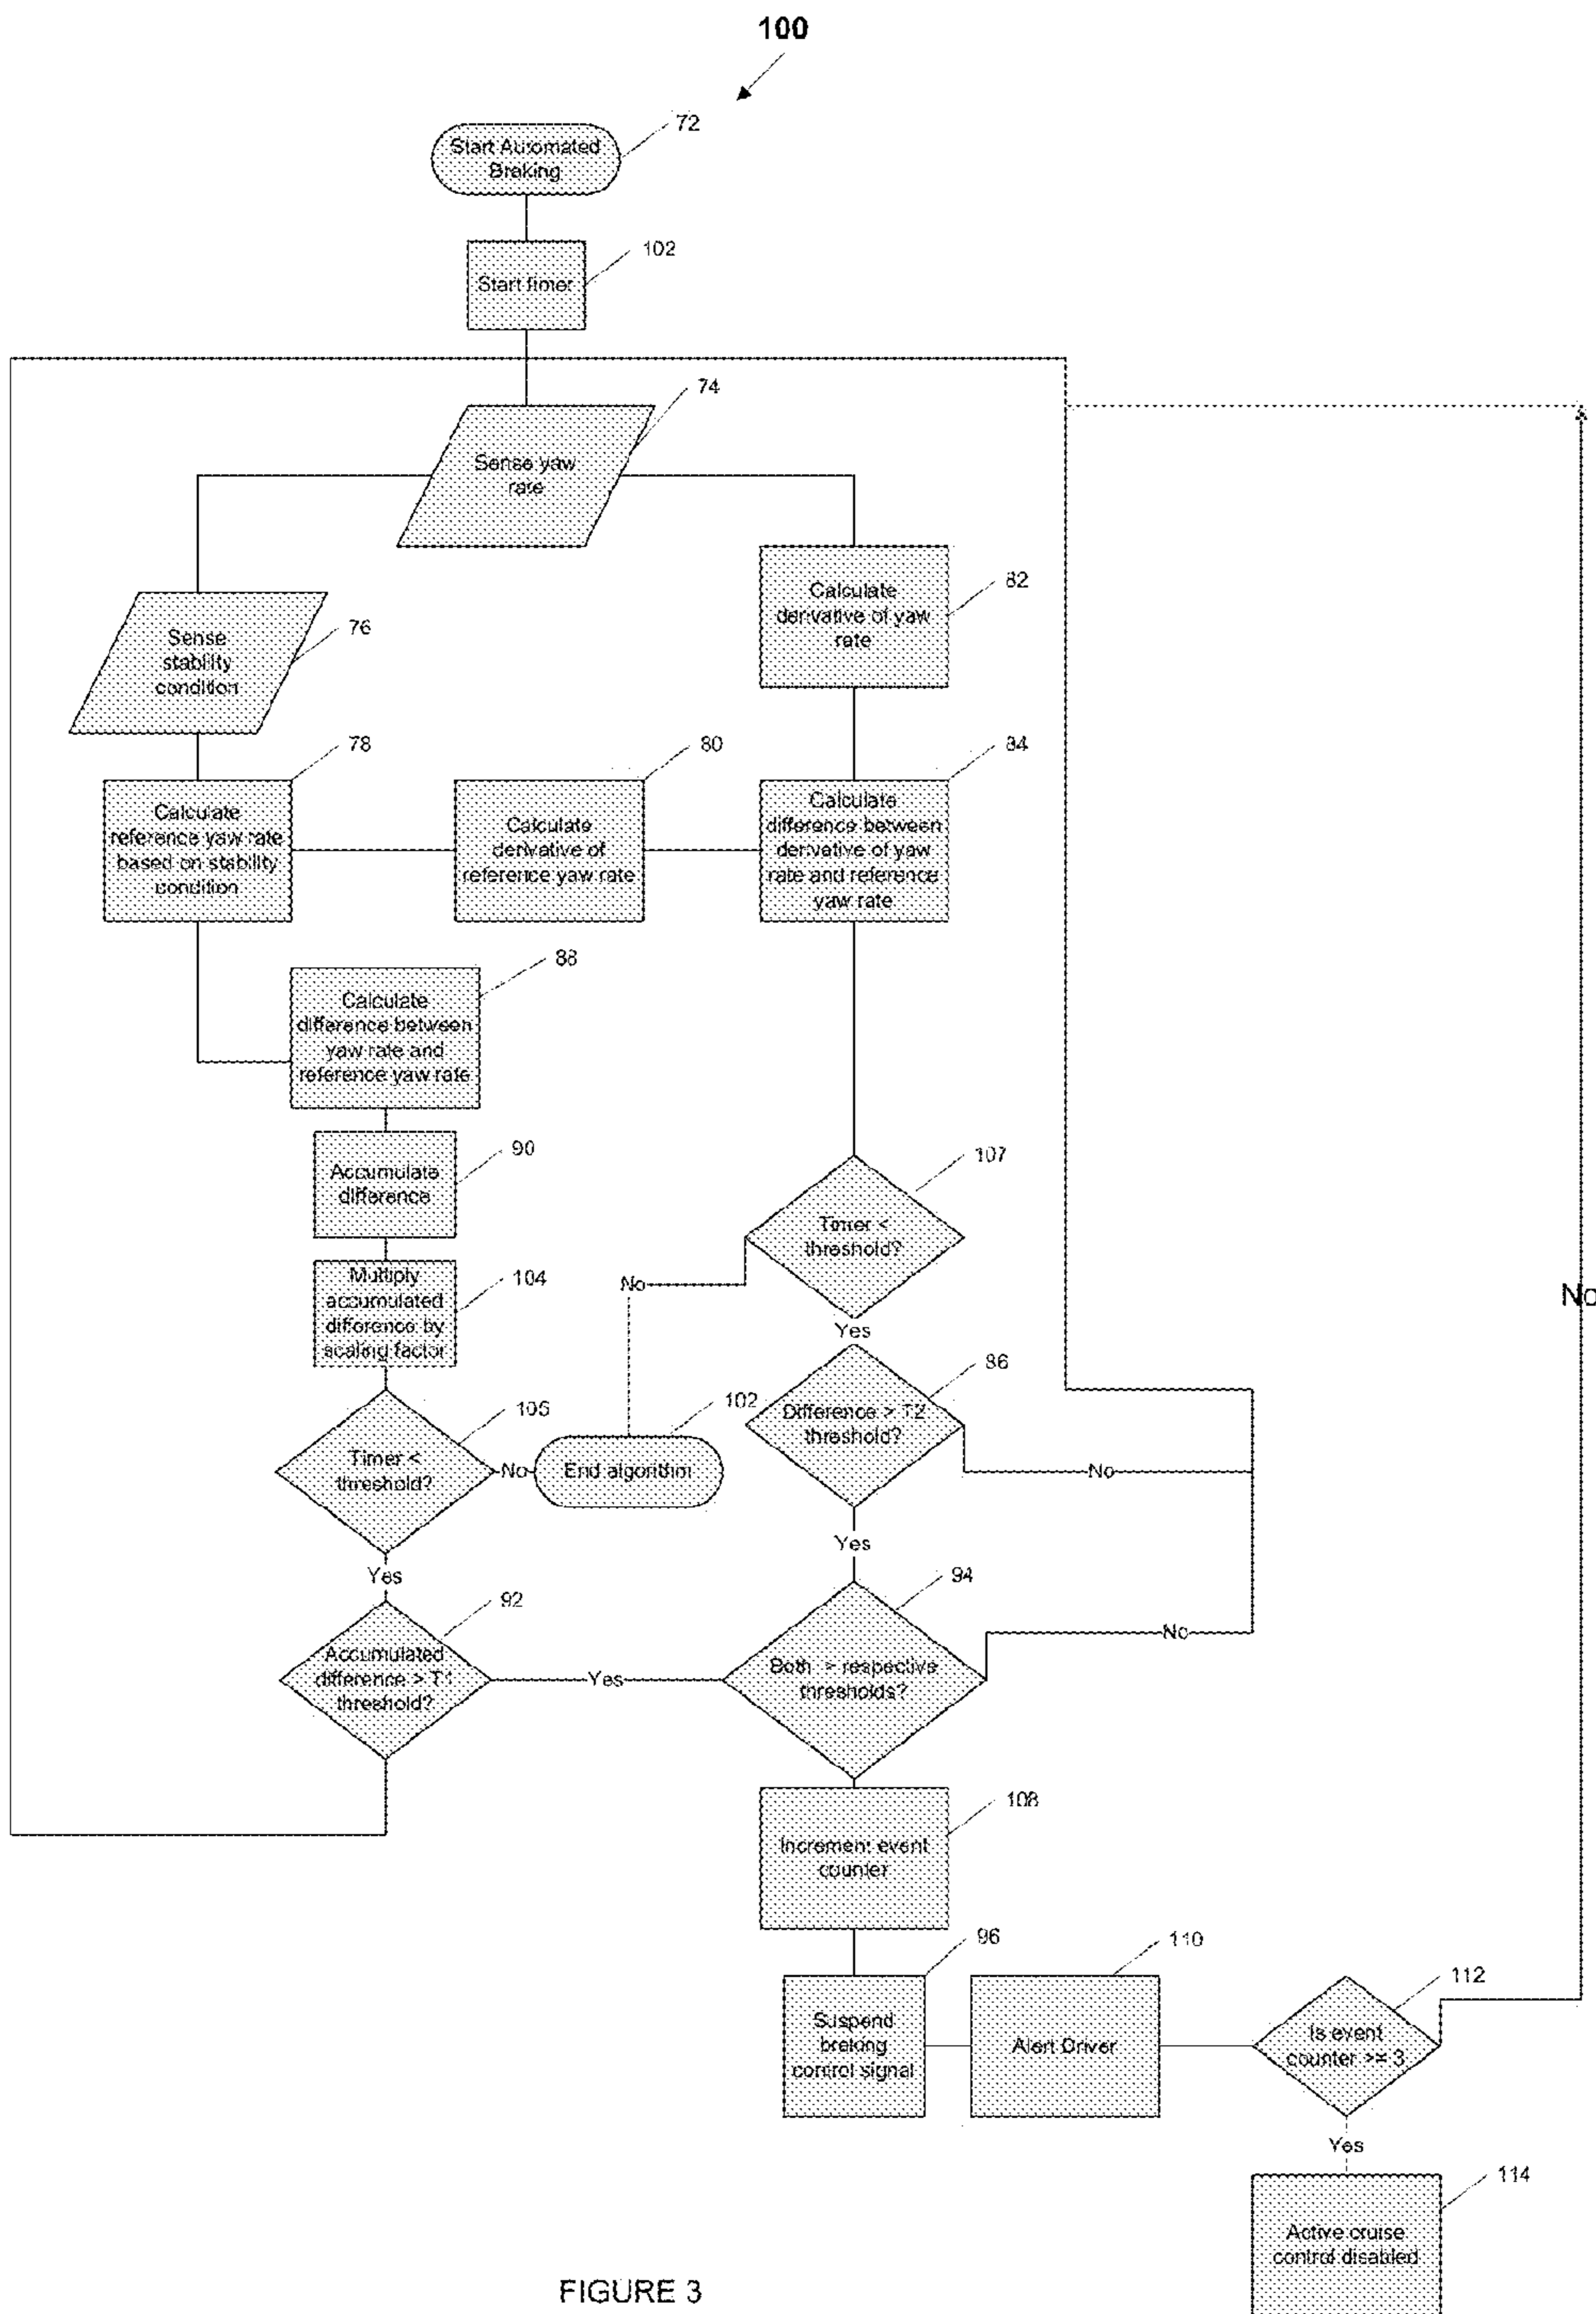 100
Start Automated
Braking
72
Start timer
102
Sense yaw
rate
74
Sense
stability
condition
76
Calculate
derivative of yaw
rate
82
Calculate
reference yaw rate
based on stability
condition
78
Calculate
derivative of
reference yaw rate
80
Calculate
difference between
derivative of yaw
rate and reference
yaw rate
84
Calculate
difference between
yaw rate and
reference yaw rate
88
Accumulate
difference
90
Timer <
threshold?
107
No
Yes
Multiply
accumulated
difference by
scaling factor
104
No
Difference > T2
threshold?
86
No
Yes
Timer <
threshold?
No
Yes
End algorithm
102
Both > respective
thresholds?
94
No
Accumulated
difference > T1
threshold?
92
Yes
Increment event
counter
108
Suspend
braking
control signal
96
Alert Driver
110
Is event
counter >= 3
112
Yes
Active cruise
control disabled
114
FIGURE 3